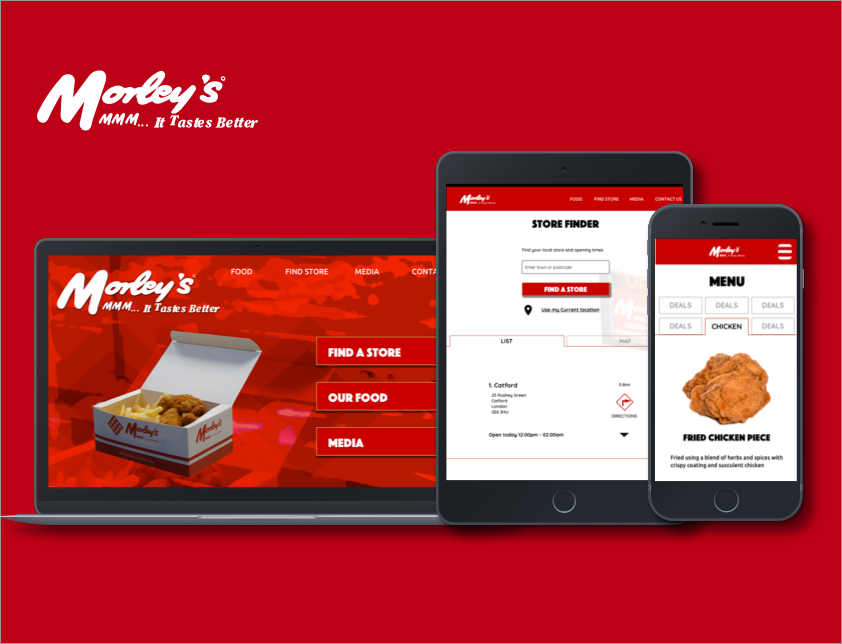 Morley's
MMM... It Tastes Better
FOOD FIND STORE MEDIA
Morley's
MMM... It Tastes Better
FIND A STORE
OUR FOOD
MEDIA
Morley's
Morley's
Morley's
FOOD FIND STORE MEDIA CONTACT US
STORE FINDER
Find your local store and opening times
Enter town or postcode
FIND A STORE
Use my Current location
LIST MAP
1. Catford
0.8mi
25 Rushey Green
Catford
London
DIRECTIONS
Open today 12:00pm - 02:00am
Morley's
MENU
DEALS DEALS DEALS
DEALS CHICKEN DEALS
FRIED CHICKEN PIECE
Fried using a blend of herbs and spices with
crispy coating and succulent chicken